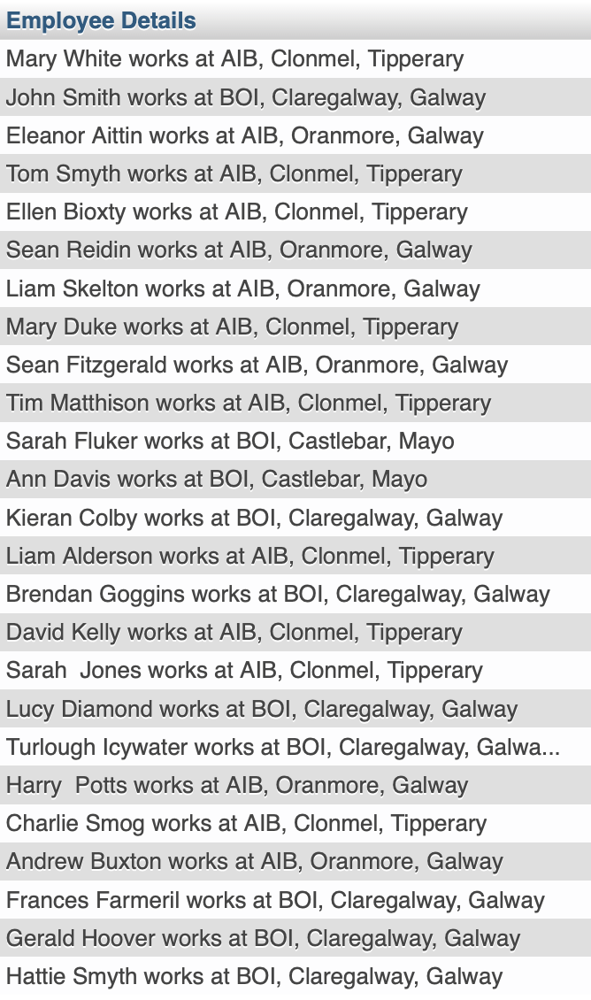 Employee Details
Mary White works at AIB, Clonmel, Tipperary
John Smith works at BOI, Claregalway, Galway
Eleanor Aittin works at AIB, Oranmore, Galway
Tom Smyth works at AIB, Clonmel, Tipperary
Ellen Bioxty works at AIB, Clonmel, Tipperary
Sean Reidin works at AIB, Oranmore, Galway
Liam Skelton works at AIB, Oranmore, Galway
Mary Duke works at AIB, Clonmel, Tipperary
Sean Fitzgerald works at AIB, Oranmore, Galway
Tim Matthison works at AIB, Clonmel, Tipperary
Sarah Fluker works at BOI, Castlebar, Mayo
Ann Davis works at BOI, Castlebar, Mayo
Kieran Colby works at BOI, Claregalway, Galway
Liam Alderson works at AIB, Clonmel, Tipperary
Brendan Goggins works at BOI, Claregalway, Galway
David Kelly works at AIB, Clonmel, Tipperary
Sarah  Jones works at AIB, Clonmel, Tipperary
Lucy Diamond works at BOI, Claregalway, Galway
Turlough Icywater works at BOI, Claregalway, Galwa...
Harry  Potts works at AIB, Oranmore, Galway
Charlie Smog works at AIB, Clonmel, Tipperary
Andrew Buxton works at AIB, Oranmore, Galway
Frances Farmeril works at BOI, Claregalway, Galway
Gerald Hoover works at BOI, Claregalway, Galway
Hattie Smyth works at BOI, Claregalway, Galway